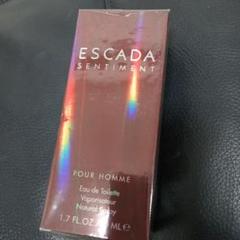 ESCADA
SENTIMENT
POUR HOMME
Eau de Toilette
Vaporisateur
Natural Spray
1.7 FL.OZ. ML℮